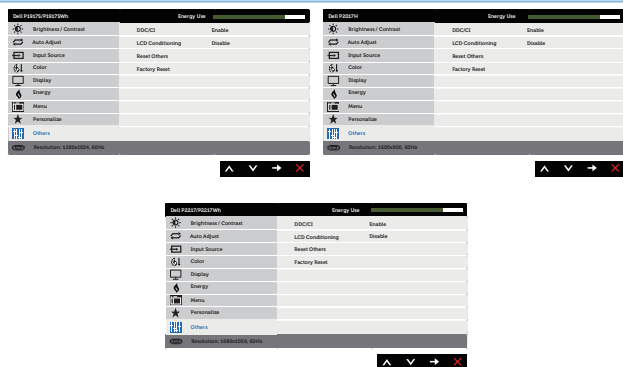 Dell P1917S/P1917SWh Energy Use
Brightness / Contrast DDC/CI Enable
Auto Adjust LCD Conditioning Disable
Input Source Reset Others
Color Factory Reset
Display
Energy
Menu
Personalize
Others
Resolution: 1280x1024, 60Hz
Dell P2017H Energy Use
Brightness / Contrast DDC/CI Enable
Auto Adjust LCD Conditioning Disable
Input Source Reset Others
Color Factory Reset
Display
Energy
Menu
Personalize
Others
Resolution: 1600x900, 60Hz
Dell P2217/P2217Wh Energy Use
Brightness / Contrast DDC/CI Enable
Auto Adjust LCD Conditioning Disable
Input Source Reset Others
Color Factory Reset
Display
Energy
Menu
Personalize
Others
Resolution: 1680x1050, 60Hz